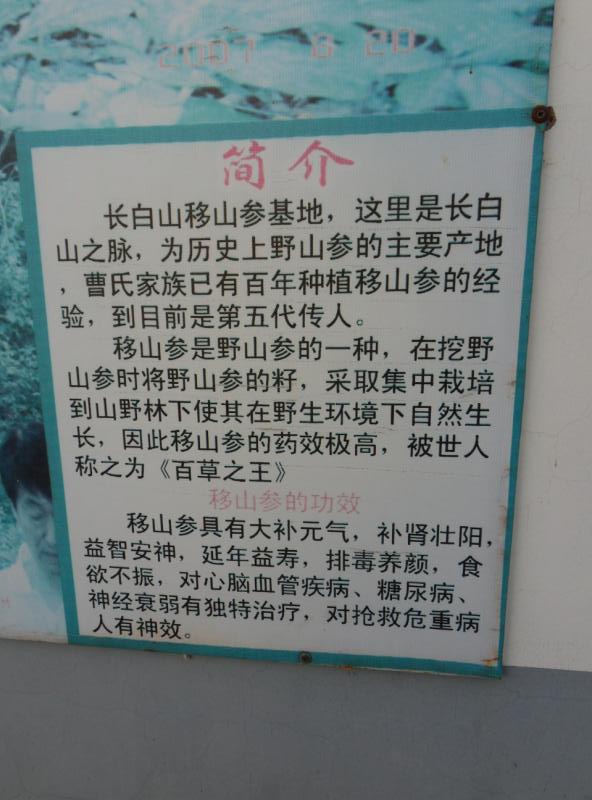 2007 6 20
简介
长白山移山参基地，这里是长白
山之脉，为历史上野山参的主要产地
，曹氏家族已有百年种植移山参的经
验，到目前是第五代传人。
移山参是野山参的一种，在挖野
山参时将野山参的籽，采取集中栽培
到山野林下使其在野生环境下自然生
长，因此移山参的药效极高，被世人
称之为《百草之王》
移山参的功效
移山参具有大补元气，补肾壮阳，
益智安神，延年益寿，排毒养颜，食
欲不振，对心脑血管疾病、糖尿病、
神经衰弱有独特治疗，对抢救危重病
人有神效。